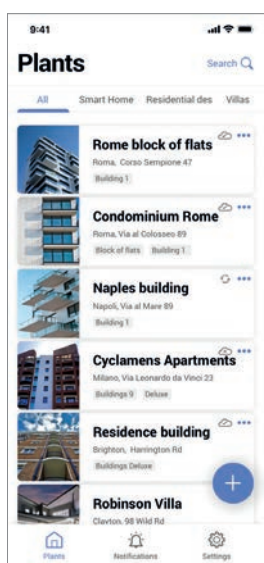 9:41
Plants
Search
All Smart Home Residential des Villas
Rome block of flats
Roma, Corso Sempione 47
Building 1
Condominium Rome
Roma, Via al Colosseo 89
Block of flats Building 1
Naples building
Napoli, Via al Mare 89
Building 1
Cyclamens Apartments
Milano, Via Leonardo da Vinci 23
Buildings 9 Deluxe
Residence building
Brighton, Harrington Rd
Buildings Deluxe
Robinson Villa
Clayton, 98 Wild Rd
Plants Notifications Settings